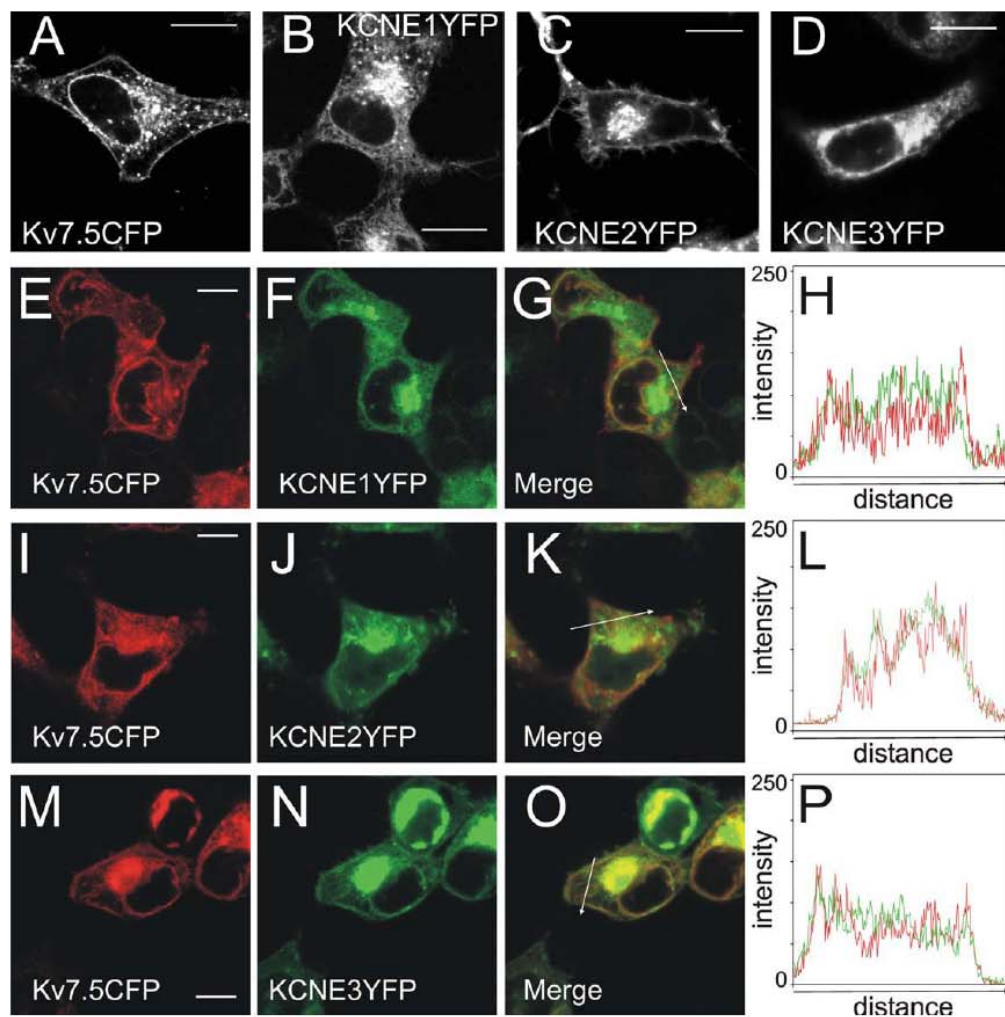 A
B
KCNE1YFP
C
D
Kv7.5CFP
KCNE2YFP
KCNE3YFP
E
F
G
H
250
intensity
0
Kv7.5CFP
KCNE1YFP
Merge
distance
I
J
K
L
250
intensity
0
Kv7.5CFP
KCNE2YFP
Merge
distance
M
N
O
P
250
intensity
0
Kv7.5CFP
KCNE3YFP
Merge
distance